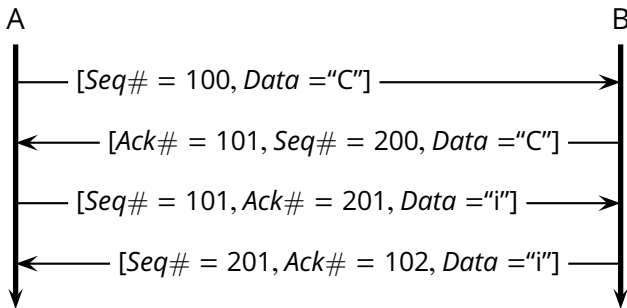 A B
[Seq# = 100, Data =“C”]
[Ack# = 101, Seq# = 200, Data =“C”]
[Seq# = 101, Ack# = 201, Data =“i”]
[Seq# = 201, Ack# = 102, Data =“i”]